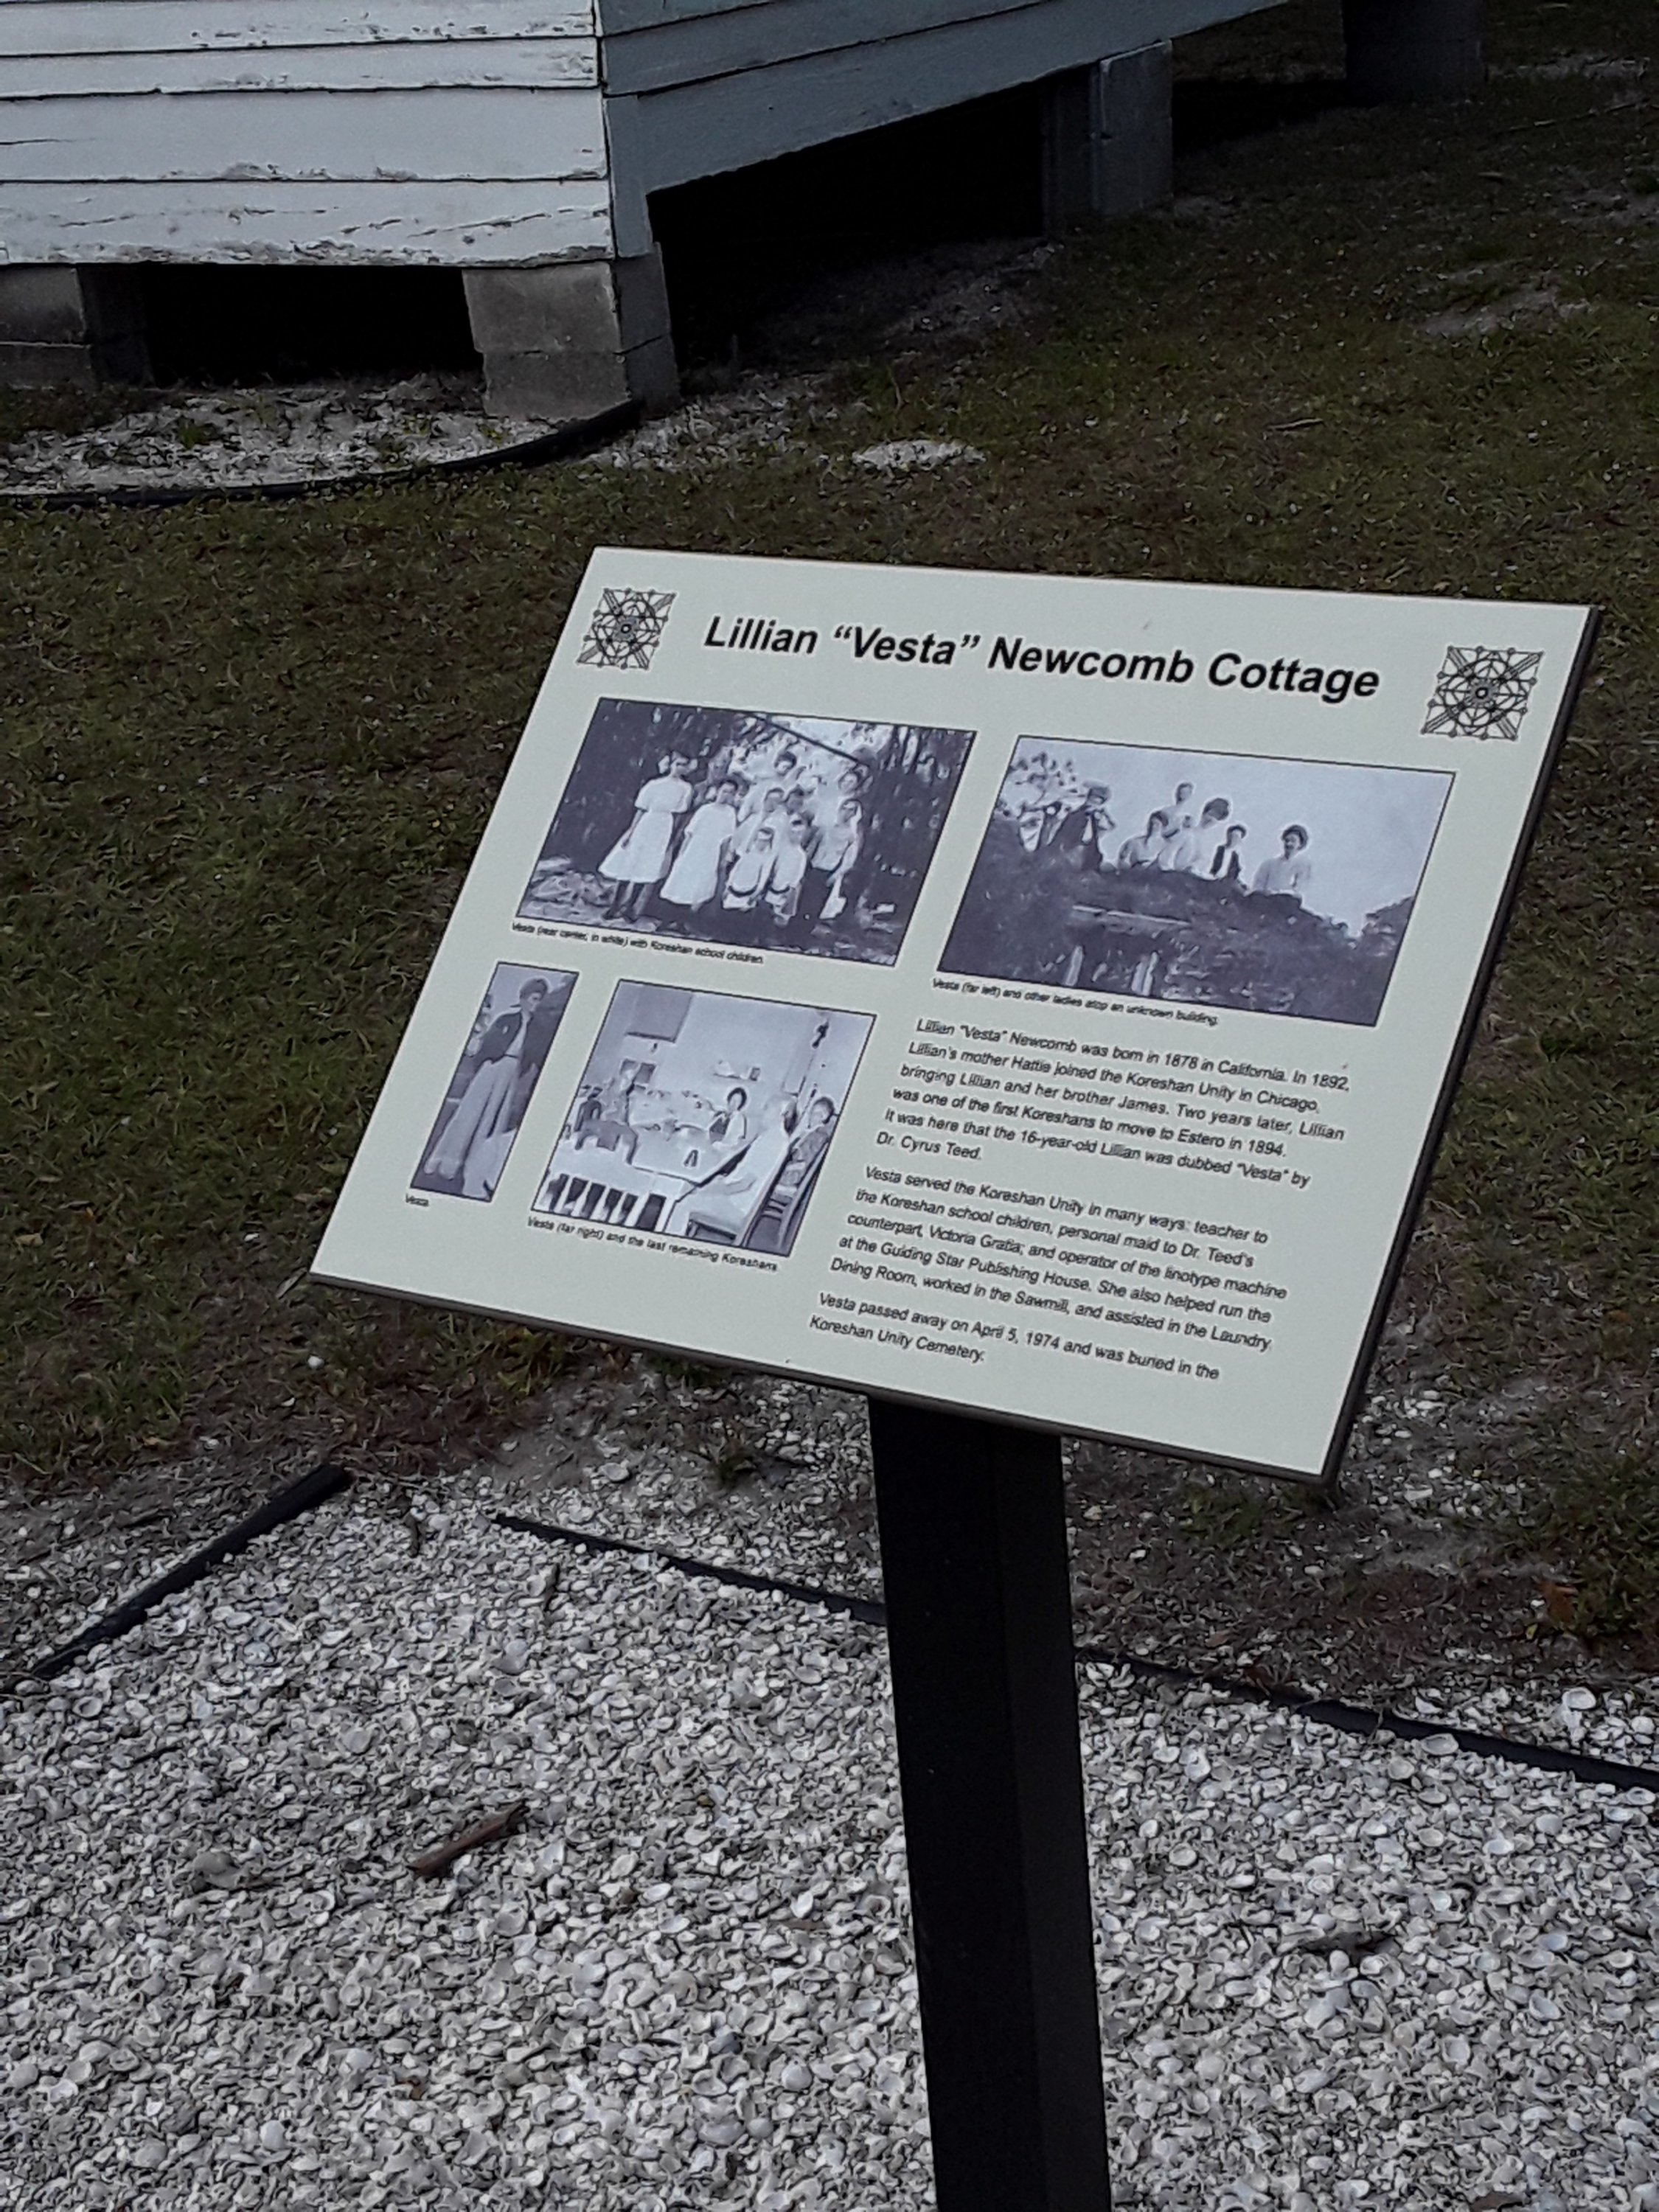 Lillian “Vesta” Newcomb Cottage
Vesta (rear center, in white) with Koreshan school children.
Vesta (far left) and other ladies atop an unknown building.
Vesta.
Vesta (far right) and the last remaining Koreshans.
Lillian "Vesta" Newcomb was born in 1878 in California. In 1892,
Lillian's mother Hattie joined the Koreshan Unity in Chicago,
bringing Lillian and her brother James. Two years later, Lillian
was one of the first Koreshans to move to Estero in 1894.
It was here that the 16-year-old Lillian was dubbed "Vesta" by
Dr. Cyrus Teed.
Vesta served the Koreshan Unity in many ways: teacher to
the Koreshan school children, personal maid to Dr. Teed's
counterpart, Victoria Gratia; and operator of the linotype machine
at the Guiding Star Publishing House. She also helped run the
Dining Room, worked in the Sawmill, and assisted in the Laundry.
Vesta passed away on April 5, 1974 and was buried in the
Koreshan Unity Cemetery.